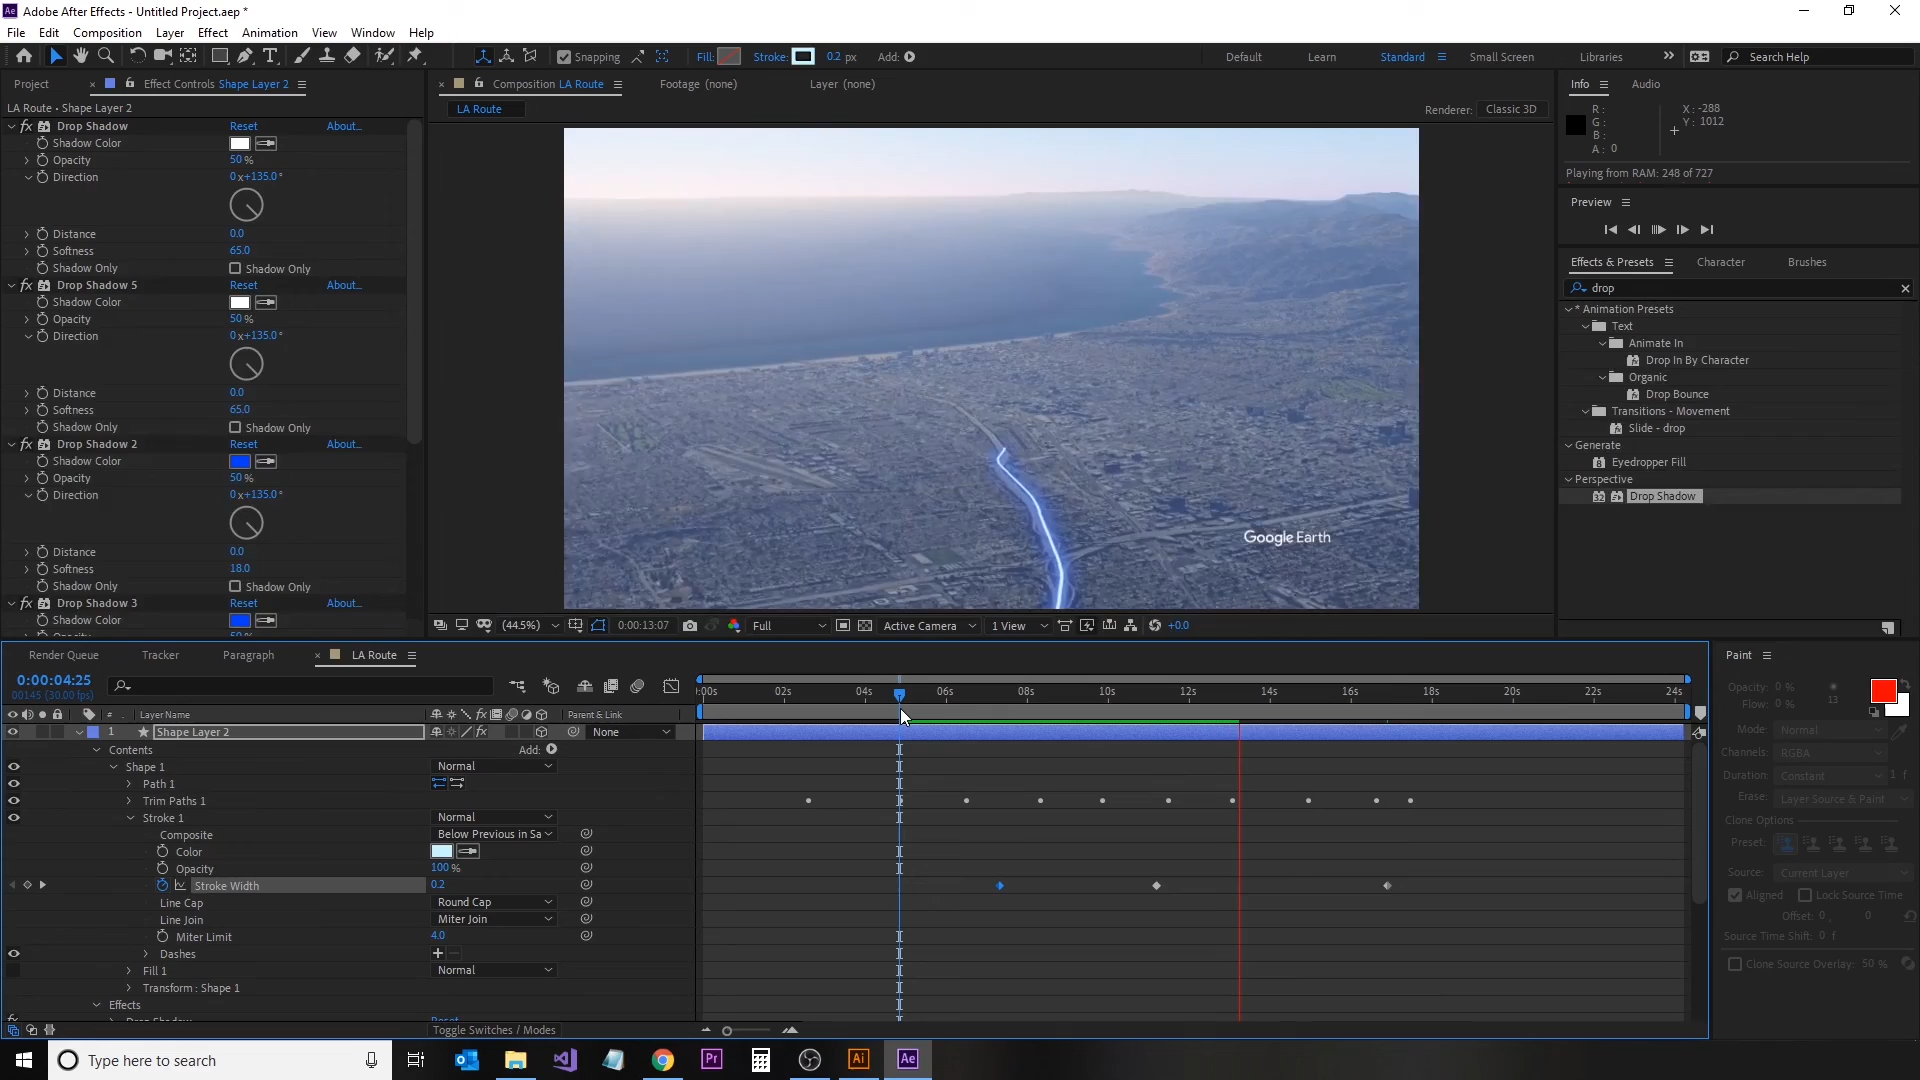 Adobe After Effects - Untitled Project.aep *
File Edit Composition Layer Effect Animation View Window Help
Snapping Fill: Stroke: 0.2 px Add: Default Learn Standard Small Screen Libraries Search Help
Project Effect Controls Shape Layer 2 Composition LA Route Footage (none) Layer (none) Info Audio
LA Route • Shape Layer 2
LA Route
Renderer: Classic 3D
R :
G :
B :
A : 0
X : -288
Y : 1012
Playing from RAM: 248 of 727
Preview
Effects & Presets Character Brushes
drop
* Animation Presets
Text
Animate In
Drop In By Character
Organic
Drop Bounce
Transitions - Movement
Slide - drop
Generate
Eyedropper Fill
Perspective
Drop Shadow
Drop Shadow Reset About...
Shadow Color
Opacity 50 %
Direction 0 x+135.0 °
Distance 0.0
Softness 65.0
Shadow Only Shadow Only
Drop Shadow 5 Reset About...
Shadow Color
Opacity 50 %
Direction 0 x+135.0 °
Distance 0.0
Softness 65.0
Shadow Only Shadow Only
Drop Shadow 2 Reset About...
Shadow Color
Opacity 50 %
Direction 0 x+135.0 °
Distance 0.0
Softness 18.0
Shadow Only Shadow Only
Drop Shadow 3 Reset About...
Shadow Color
Google Earth
(44.5%) 0:00:13:07 Full Active Camera 1 View +0.0
Render Queue Tracker Paragraph LA Route
0:00:04:25
00145 (30.00 fps)
:00s 02s 04s 06s 08s 10s 12s 14s 16s 18s 20s 22s 24s
# Layer Name Parent & Link
1 Shape Layer 2 None
Contents Add:
Shape 1 Normal
Path 1
Trim Paths 1
Stroke 1 Normal
Composite Below Previous in Sa
Color
Opacity 100 %
Stroke Width 0.2
Line Cap Round Cap
Line Join Miter Join
Miter Limit 4.0
Dashes
Fill 1 Normal
Transform : Shape 1
Effects
Toggle Switches / Modes
Paint
Opacity: 0 %
Flow: 0 %
13
Mode: Normal
Channels: RGBA
Duration: Constant 1 f
Erase: Layer Source & Paint
Clone Options
Preset:
Source: Current Layer
Aligned Lock Source Time
Offset: 0 , 0
Source Time Shift: 0 f
Clone Source Overlay: 50 %
Type here to search